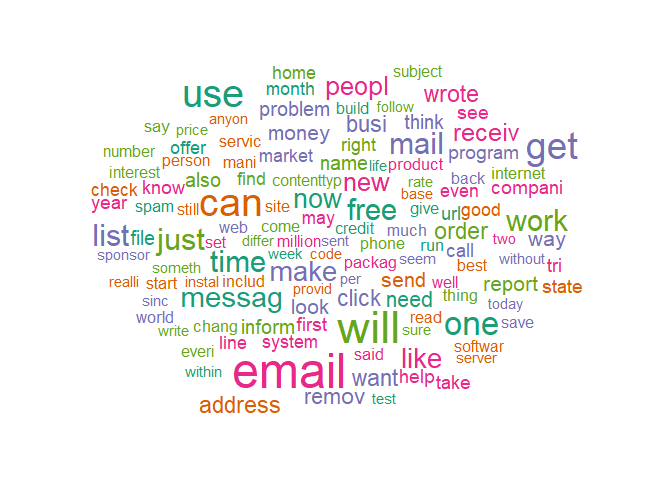 subject
home
month peopl
use build follow wrote
anyon problem see
say price servic money busi think
number offer right mail receiv get
person mani market name life product program
interest also find contenttyp new rate back internet
check know can now free base even compani
year spam still site may give url good
list file just set web come credit much order work
differ million sent phone run call two way
sponsor time week code packag seem best without tri
realli someth make send well
start instal includ provid per need thing report state
sinc messag look click today
world chang inform first will read one save
write line system sure softwar
everi email said like server
within want help take
address remov test